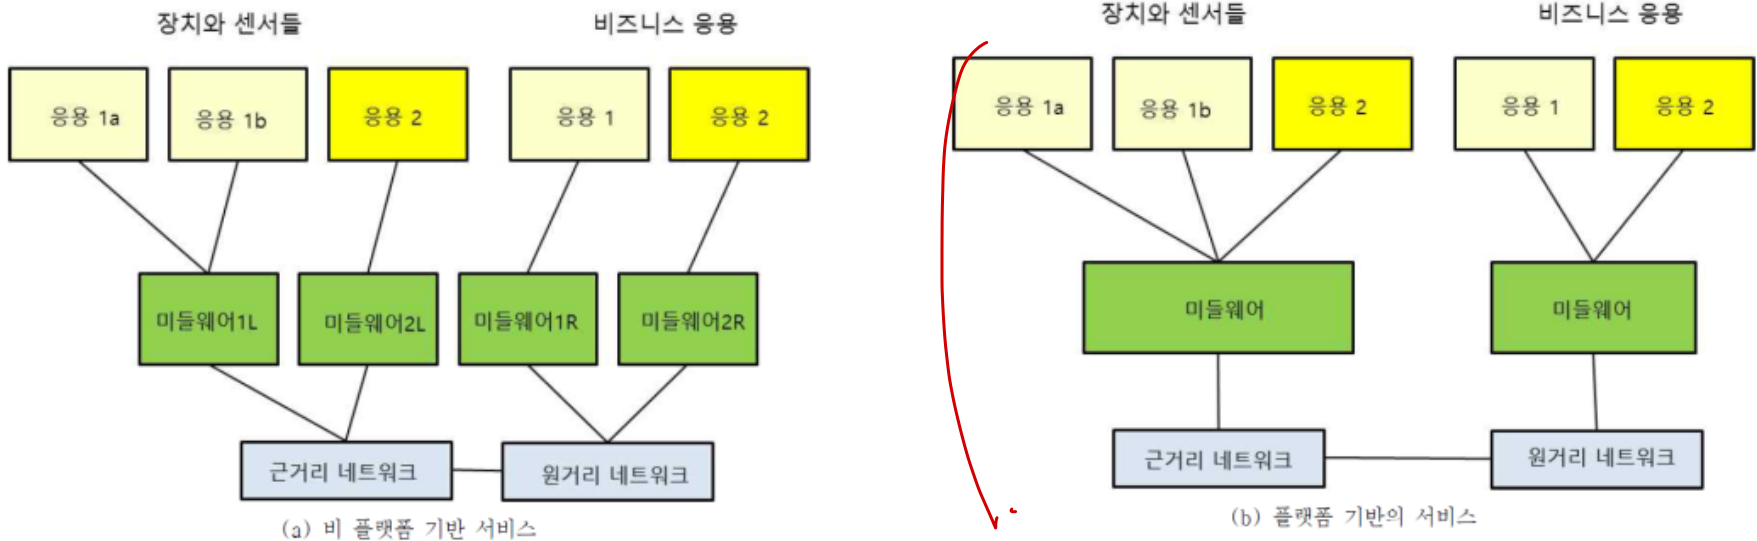 장치와 센서들
비즈니스 응용
응용 1a
응용 1b
응용 2
응용 1
응용 2
미들웨어1L
미들웨어2L
미들웨어1R
미들웨어2R
근거리 네트워크
원거리 네트워크
(a) 비 플랫폼 기반 서비스
장치와 센서들
비즈니스 응용
응용 1a
응용 1b
응용 2
응용 1
응용 2
미들웨어
미들웨어
근거리 네트워크
원거리 네트워크
(b) 플랫폼 기반의 서비스